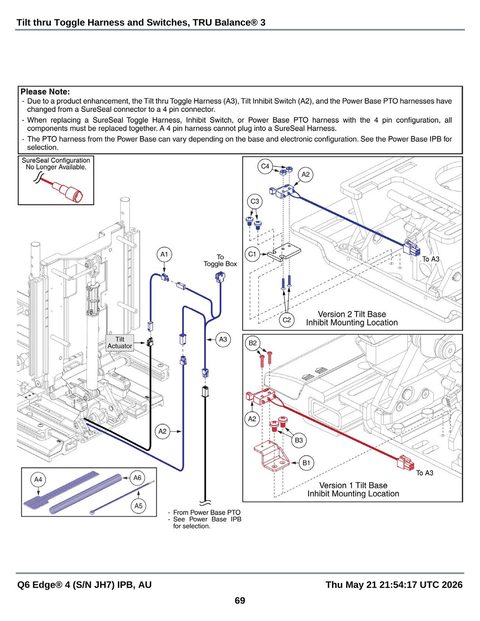 Tilt thru Toggle Harness and Switches, TRU Balance® 3
Please Note:
- Due to a product enhancement, the Tilt thru Toggle Harness (A3), Tilt Inhibit Switch (A2), and the Power Base PTO harnesses have
changed from a SureSeal connector to a 4 pin connector.
- When replacing a SureSeal Toggle Harness, Inhibit Switch, or Power Base PTO harness with the 4 pin configuration, all
components must be replaced together. A 4 pin harness cannot plug into a SureSeal Harness.
- The PTO harness from the Power Base can vary depending on the base and electronic configuration. See the Power Base IPB for
selection.
SureSeal Configuration
No Longer Available.
C4
A2
C3
C1
To A3
C2
Version 2 Tilt Base
Inhibit Mounting Location
A1
To
Toggle Box
Tilt
Actuator
A3
A2
B2
A2
B3
B1
To A3
Version 1 Tilt Base
Inhibit Mounting Location
A4
A6
A5
- From Power Base PTO
- See Power Base IPB
for selection.
Q6 Edge® 4 (S/N JH7) IPB, AU
Thu May 21 21:54:17 UTC 2026
69